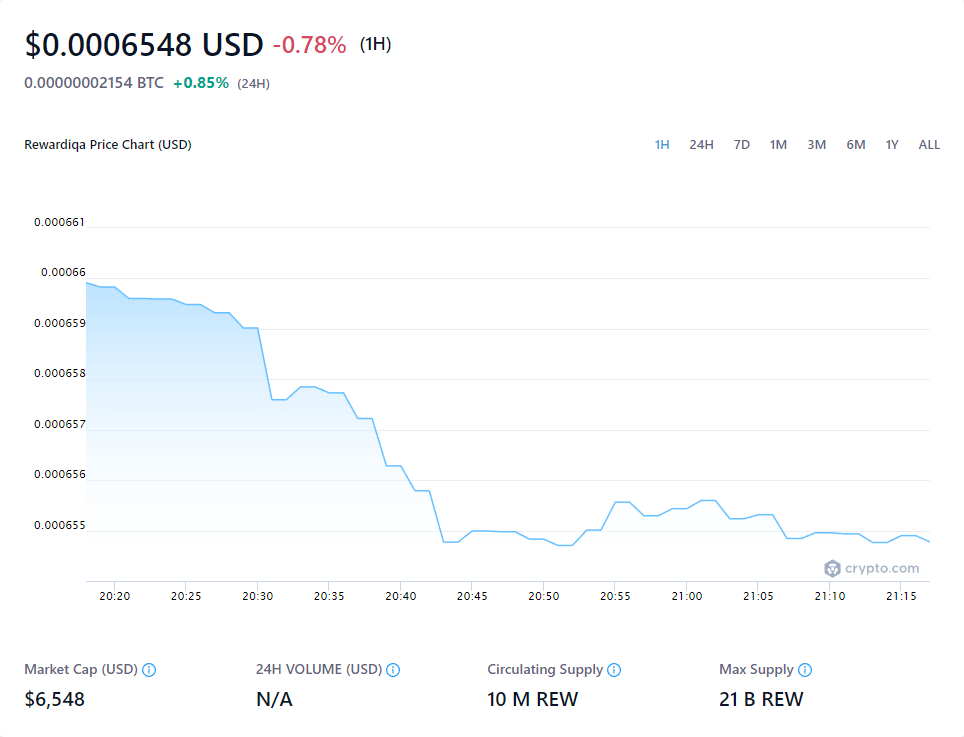 $0.0006548 USD -0.78% (1H)
0.00000002154 BTC +0.85% (24H)
Rewardiqa Price Chart (USD) 1H 24H 7D 1M 3M 6M 1Y ALL
0.000661
0.00066
0.000659
0.000658
0.000657
0.000656
0.000655
crypto.com
20:20 20:25 20:30 20:35 20:40 20:45 20:50 20:55 21:00 21:05 21:10 21:15
Market Cap (USD) 24H VOLUME (USD) Circulating Supply Max Supply
$6,548 N/A 10 M REW 21 B REW